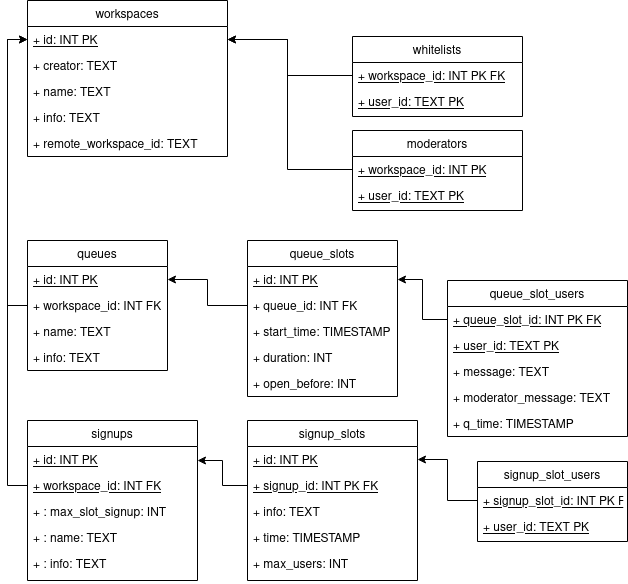 workspaces
+ id: INT PK
+ creator: TEXT
+ name: TEXT
+ info: TEXT
+ remote_workspace_id: TEXT
whitelists
+ workspace_id: INT PK FK
+ user_id: TEXT PK
moderators
+ workspace_id: INT PK
+ user_id: TEXT PK
queues
+ id: INT PK
+ workspace_id: INT FK
+ name: TEXT
+ info: TEXT
queue_slots
+ id: INT PK
+ queue_id: INT FK
+ start_time: TIMESTAMP
+ duration: INT
+ open_before: INT
queue_slot_users
+ queue_slot_id: INT PK FK
+ user_id: TEXT PK
+ message: TEXT
+ moderator_message: TEXT
+ q_time: TIMESTAMP
signups
+ id: INT PK
+ workspace_id: INT FK
+ : max_slot_signup: INT
+ : name: TEXT
+ : info: TEXT
signup_slots
+ id: INT PK
+ signup_id: INT PK FK
+ info: TEXT
+ time: TIMESTAMP
+ max_users: INT
signup_slot_users
+ signup_slot_id: INT PK F
+ user_id: TEXT PK